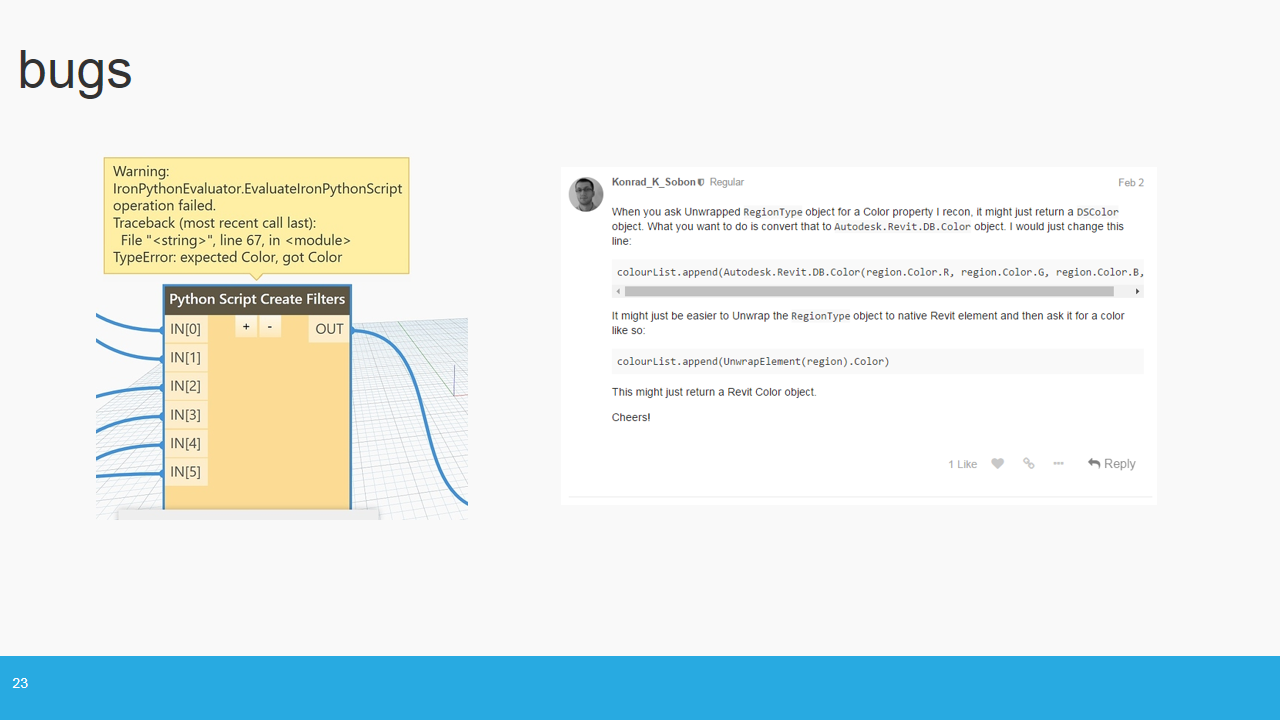 bugs
Warning:
IronPythonEvaluator.EvaluateIronPythonScript
operation failed.
Traceback (most recent call last):
File "<string>", line 67, in <module>
TypeError: expected Color, got Color
Python Script Create Filters
IN[0] + - OUT
IN[1]
IN[2]
IN[3]
IN[4]
IN[5]
Konrad_K_Sobon Regular Feb 2
When you ask Unwrapped RegionType object for a Color property I recon, it might just return a DSColor
object. What you want to do is convert that to Autodesk.Revit.DB.Color object. I would just change this
line:
colourList.append(Autodesk.Revit.DB.Color(region.Color.R, region.Color.G, region.Color.B,
It might just be easier to Unwrap the RegionType object to native Revit element and then ask it for a color
like so:
colourList.append(UnwrapElement(region).Color)
This might just return a Revit Color object.
Cheers!
1 Like ••• Reply
23